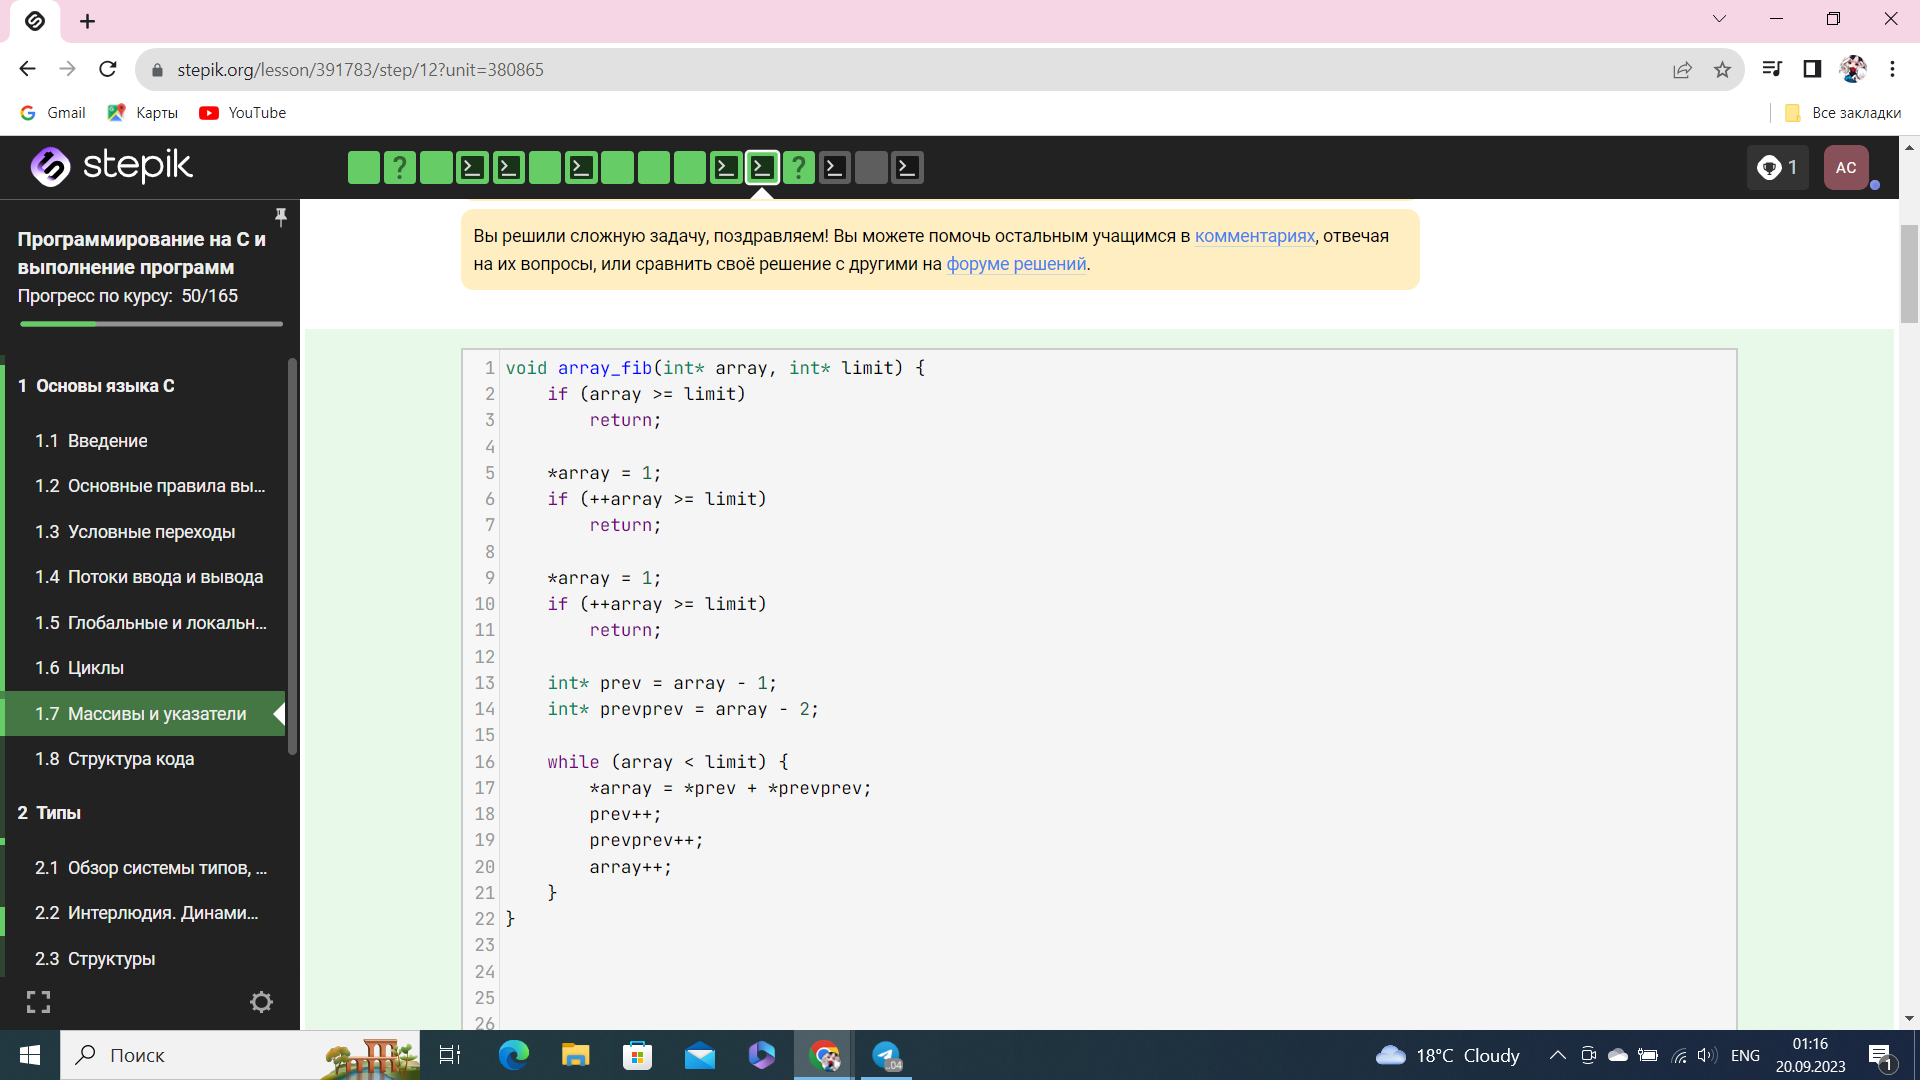 stepik.org/lesson/391783/step/12?unit=380865
Gmail
Карты
YouTube
Все закладки
stepik
?
?
1
AC
Программирование на C и
выполнение программ
Прогресс по курсу: 50/165
1 Основы языка C
1.1 Введение
1.2 Основные правила вы...
1.3 Условные переходы
1.4 Потоки ввода и вывода
1.5 Глобальные и локальн...
1.6 Циклы
1.7 Массивы и указатели
1.8 Структура кода
2 Типы
2.1 Обзор системы типов, ...
2.2 Интерлюдия. Динами...
2.3 Структуры
Вы решили сложную задачу, поздравляем! Вы можете помочь остальным учащимся в комментариях, отвечая
на их вопросы, или сравнить своё решение с другими на форуме решений.
1 void array_fib(int* array, int* limit) {
2     if (array >= limit)
3         return;
4
5     *array = 1;
6     if (++array >= limit)
7         return;
8
9     *array = 1;
10     if (++array >= limit)
11         return;
12
13     int* prev = array - 1;
14     int* prevprev = array - 2;
15
16     while (array < limit) {
17         *array = *prev + *prevprev;
18         prev++;
19         prevprev++;
20         array++;
21     }
22 }
23
24
25
26
Поиск
04
18°C Cloudy
ENG
01:16
20.09.2023
1